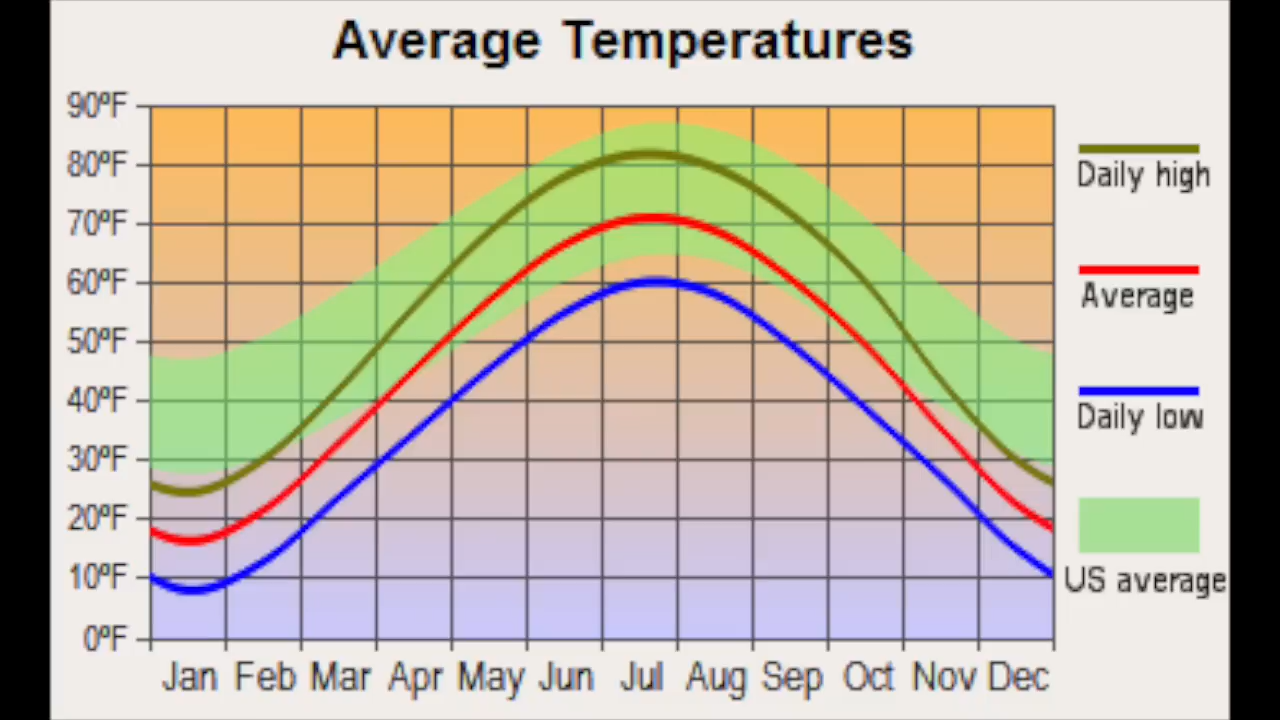 Average Temperatures
90ºF
80ºF
70ºF
60ºF
50ºF
40ºF
30ºF
20ºF
10ºF
0ºF
Jan Feb Mar Apr May Jun Jul Aug Sep Oct Nov Dec
Daily high
Average
Daily low
US average